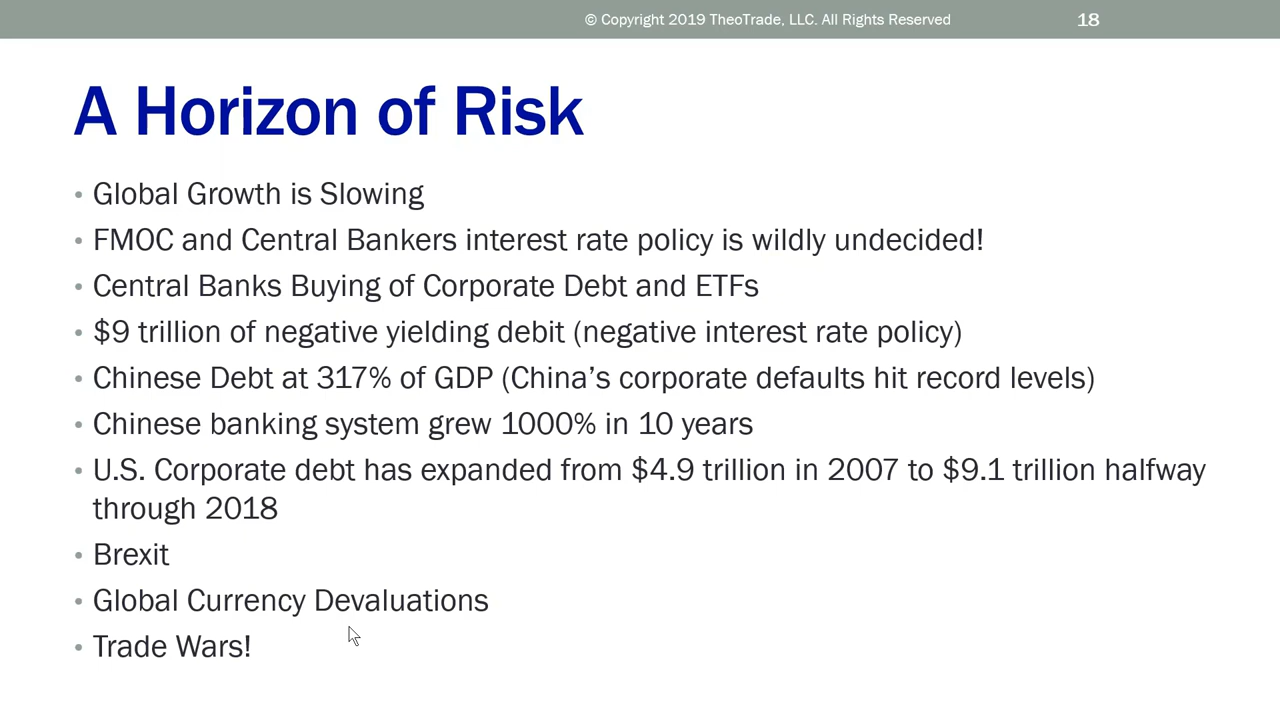 © Copyright 2019 TheoTrade, LLC. All Rights Reserved 18
A Horizon of Risk
• Global Growth is Slowing
• FMOC and Central Bankers interest rate policy is wildly undecided!
• Central Banks Buying of Corporate Debt and ETFs
• $9 trillion of negative yielding debit (negative interest rate policy)
• Chinese Debt at 317% of GDP (China’s corporate defaults hit record levels)
• Chinese banking system grew 1000% in 10 years
• U.S. Corporate debt has expanded from $4.9 trillion in 2007 to $9.1 trillion halfway
through 2018
• Brexit
• Global Currency Devaluations
• Trade Wars!